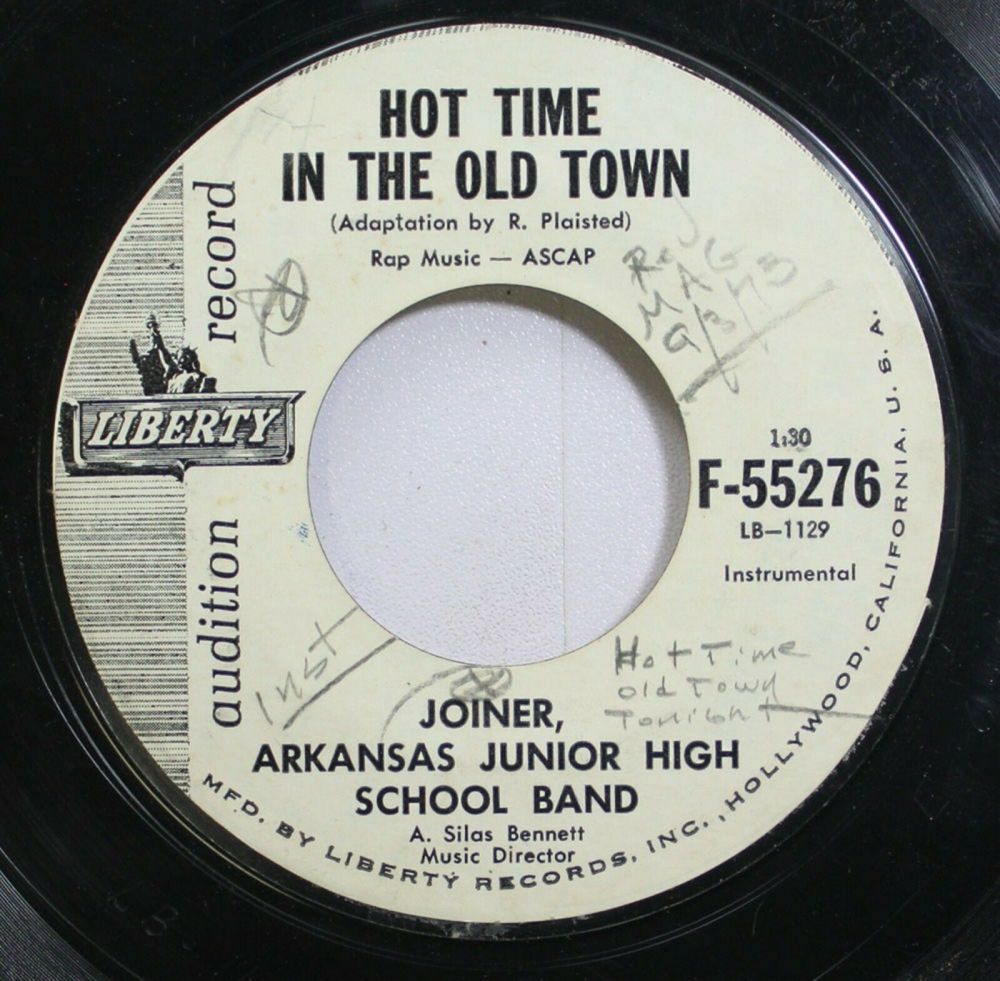 HOT TIME
IN THE OLD TOWN
(Adaptation by R. Plaisted)
Rap Music — ASCAP
audition record
LIBERTY
1:30
F-55276
LB—1129
Instrumental
Inst
Hot Time
Old Town
Tonight
JOINER,
ARKANSAS JUNIOR HIGH
SCHOOL BAND
A. Silas Bennett
Music Director
MFD. BY LIBERTY RECORDS, INC., HOLLYWOOD, CALIFORNIA, U. S. A.